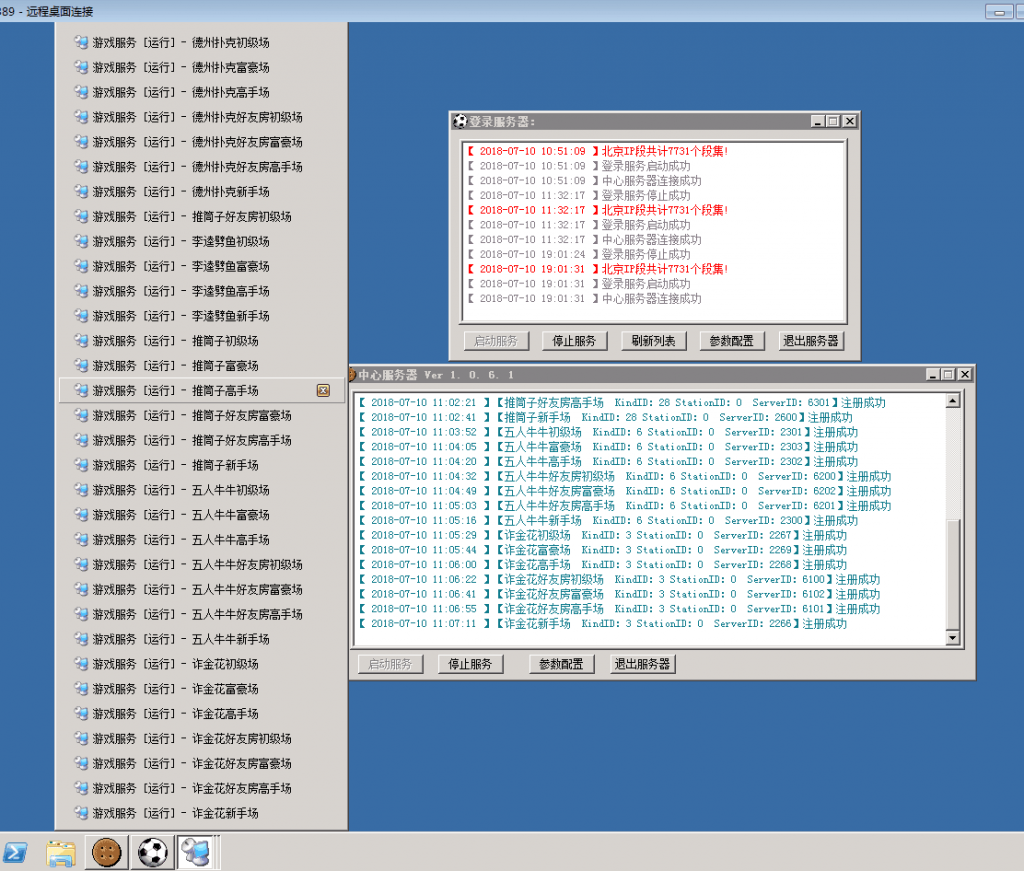 389 - 远程桌面连接
游戏服务 [运行] - 德州扑克初级场
游戏服务 [运行] - 德州扑克富豪场
游戏服务 [运行] - 德州扑克高手场
游戏服务 [运行] - 德州扑克好友房初级场
游戏服务 [运行] - 德州扑克好友房富豪场
游戏服务 [运行] - 德州扑克好友房高手场
游戏服务 [运行] - 德州扑克新手场
游戏服务 [运行] - 推筒子好友房初级场
游戏服务 [运行] - 李逵劈鱼初级场
游戏服务 [运行] - 李逵劈鱼富豪场
游戏服务 [运行] - 李逵劈鱼高手场
游戏服务 [运行] - 李逵劈鱼新手场
游戏服务 [运行] - 推筒子初级场
游戏服务 [运行] - 推筒子富豪场
游戏服务 [运行] - 推筒子高手场
游戏服务 [运行] - 推筒子好友房富豪场
游戏服务 [运行] - 推筒子好友房高手场
游戏服务 [运行] - 推筒子新手场
游戏服务 [运行] - 五人牛牛初级场
游戏服务 [运行] - 五人牛牛富豪场
游戏服务 [运行] - 五人牛牛高手场
游戏服务 [运行] - 五人牛牛好友房初级场
游戏服务 [运行] - 五人牛牛好友房富豪场
游戏服务 [运行] - 五人牛牛好友房高手场
游戏服务 [运行] - 五人牛牛新手场
游戏服务 [运行] - 诈金花初级场
游戏服务 [运行] - 诈金花富豪场
游戏服务 [运行] - 诈金花高手场
游戏服务 [运行] - 诈金花好友房初级场
游戏服务 [运行] - 诈金花好友房富豪场
游戏服务 [运行] - 诈金花好友房高手场
游戏服务 [运行] - 诈金花新手场
登录服务器:
【 2018-07-10 10:51:09 】北京IP段共计7731个段集!
【 2018-07-10 10:51:09 】登录服务启动成功
【 2018-07-10 10:51:09 】中心服务器连接成功
【 2018-07-10 11:32:17 】登录服务停止成功
【 2018-07-10 11:32:17 】北京IP段共计7731个段集!
【 2018-07-10 11:32:17 】登录服务启动成功
【 2018-07-10 11:32:17 】中心服务器连接成功
【 2018-07-10 19:01:24 】登录服务停止成功
【 2018-07-10 19:01:31 】北京IP段共计7731个段集!
【 2018-07-10 19:01:31 】登录服务启动成功
【 2018-07-10 19:01:31 】中心服务器连接成功
启动服务 停止服务 刷新列表 参数配置 退出服务器
中心服务器 Ver 1. 0. 6. 1
【 2018-07-10 11:02:21 】【推筒子好友房高手场 KindID: 28 StationID: 0 ServerID: 6301】注册成功
【 2018-07-10 11:02:41 】【推筒子新手场 KindID: 28 StationID: 0 ServerID: 2600】注册成功
【 2018-07-10 11:03:52 】【五人牛牛初级场 KindID: 6 StationID: 0 ServerID: 2301】注册成功
【 2018-07-10 11:04:05 】【五人牛牛富豪场 KindID: 6 StationID: 0 ServerID: 2303】注册成功
【 2018-07-10 11:04:20 】【五人牛牛高手场 KindID: 6 StationID: 0 ServerID: 2302】注册成功
【 2018-07-10 11:04:32 】【五人牛牛好友房初级场 KindID: 6 StationID: 0 ServerID: 6200】注册成功
【 2018-07-10 11:04:49 】【五人牛牛好友房富豪场 KindID: 6 StationID: 0 ServerID: 6202】注册成功
【 2018-07-10 11:05:03 】【五人牛牛好友房高手场 KindID: 6 StationID: 0 ServerID: 6201】注册成功
【 2018-07-10 11:05:16 】【五人牛牛新手场 KindID: 6 StationID: 0 ServerID: 2300】注册成功
【 2018-07-10 11:05:29 】【诈金花初级场 KindID: 3 StationID: 0 ServerID: 2267】注册成功
【 2018-07-10 11:05:44 】【诈金花富豪场 KindID: 3 StationID: 0 ServerID: 2269】注册成功
【 2018-07-10 11:06:00 】【诈金花高手场 KindID: 3 StationID: 0 ServerID: 2268】注册成功
【 2018-07-10 11:06:22 】【诈金花好友房初级场 KindID: 3 StationID: 0 ServerID: 6100】注册成功
【 2018-07-10 11:06:41 】【诈金花好友房富豪场 KindID: 3 StationID: 0 ServerID: 6102】注册成功
【 2018-07-10 11:06:55 】【诈金花好友房高手场 KindID: 3 StationID: 0 ServerID: 6101】注册成功
【 2018-07-10 11:07:11 】【诈金花新手场 KindID: 3 StationID: 0 ServerID: 2266】注册成功
启动服务 停止服务 参数配置 退出服务器